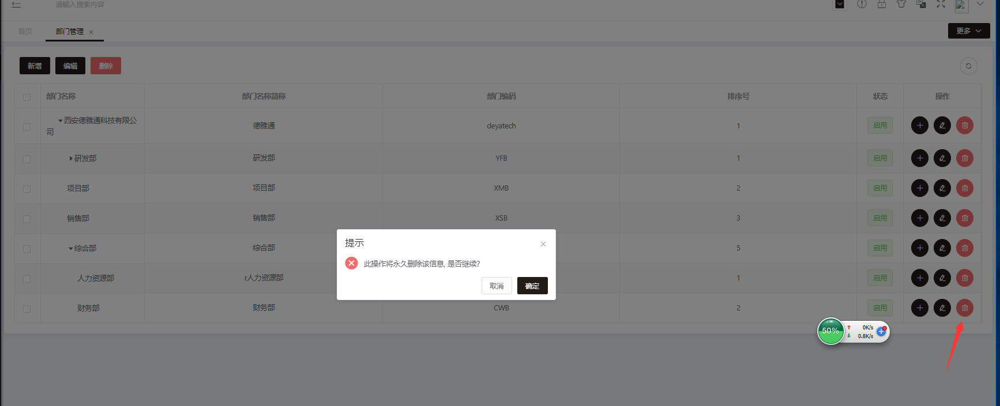 请输入搜索内容
首页 部门管理 × 更多
新增 编辑 删除
部门名称 部门名称简称 部门编码 排序号 状态 操作
西安德雅通科技有限公
司 德雅通 deyatech 1 启用
研发部 研发部 YFB 1 启用
项目部 项目部 XMB 2 启用
销售部 销售部 XSB 3 启用
综合部 综合部 5 启用
人力资源部 r人力资源部 1 启用
财务部 财务部 CWB 2 启用
提示
此操作将永久删除该信息, 是否继续?
取消 确定
50% 0K/s
0.8K/s